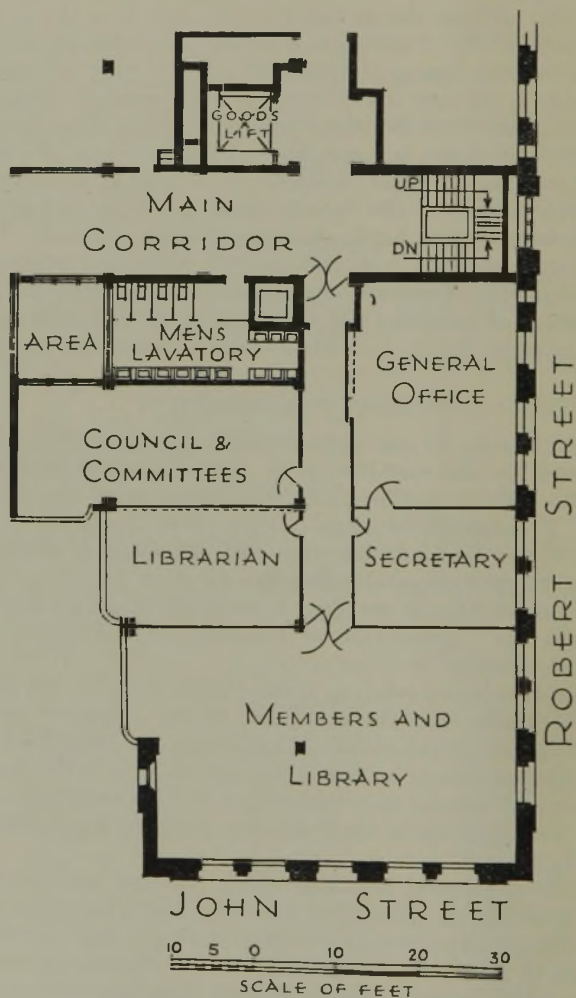 GOODS
LIFT
UP
MAIN
CORRIDOR
DN
AREA
MENS
LAVATORY
GENERAL
OFFICE
COUNCIL &
COMMITTEES
LIBRARIAN
SECRETARY
ROBERT STREET
MEMBERS AND
LIBRARY
JOHN STREET
10 5 0 10 20 30
SCALE OF FEET